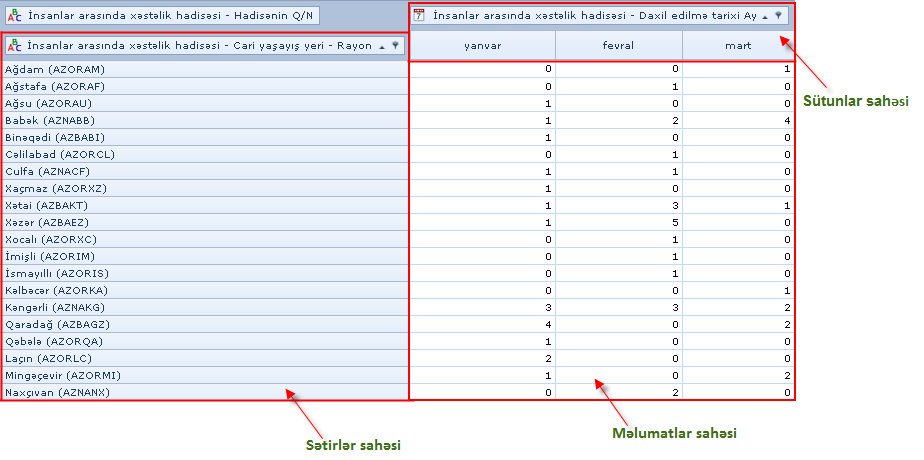 İnsanlar arasında xəstəlik hadisəsi - Hadisənin Q/N
İnsanlar arasında xəstəlik hadisəsi - Daxil edilmə tarixi Ay
İnsanlar arasında xəstəlik hadisəsi - Cari yaşayış yeri - Rayon
yanvar fevral mart
Ağdam (AZORAM) 0 0 1
Ağstafa (AZORAF) 0 1 0
Ağsu (AZORAU) 1 0 0
Babək (AZNABB) 1 2 4
Binəqədi (AZBABI) 1 0 0
Cəlilabad (AZORCL) 0 1 0
Culfa (AZNACF) 1 1 0
Xaçmaz (AZORXZ) 1 0 0
Xətai (AZBAKT) 1 3 1
Xəzər (AZBAEZ) 1 5 0
Xocalı (AZORXC) 0 1 0
İmişli (AZORIM) 0 1 0
İsmayıllı (AZORIS) 0 1 0
Kəlbəcər (AZORKA) 0 0 1
Kəngərli (AZNAKG) 3 3 2
Qaradağ (AZBAGZ) 4 0 2
Qəbələ (AZORQA) 1 0 0
Laçın (AZORLC) 2 0 0
Mingəçevir (AZORMI) 1 0 2
Naxçıvan (AZNANX) 0 2 0
Sütunlar sahəsi
Məlumatlar sahəsi
Sətirlər sahəsi